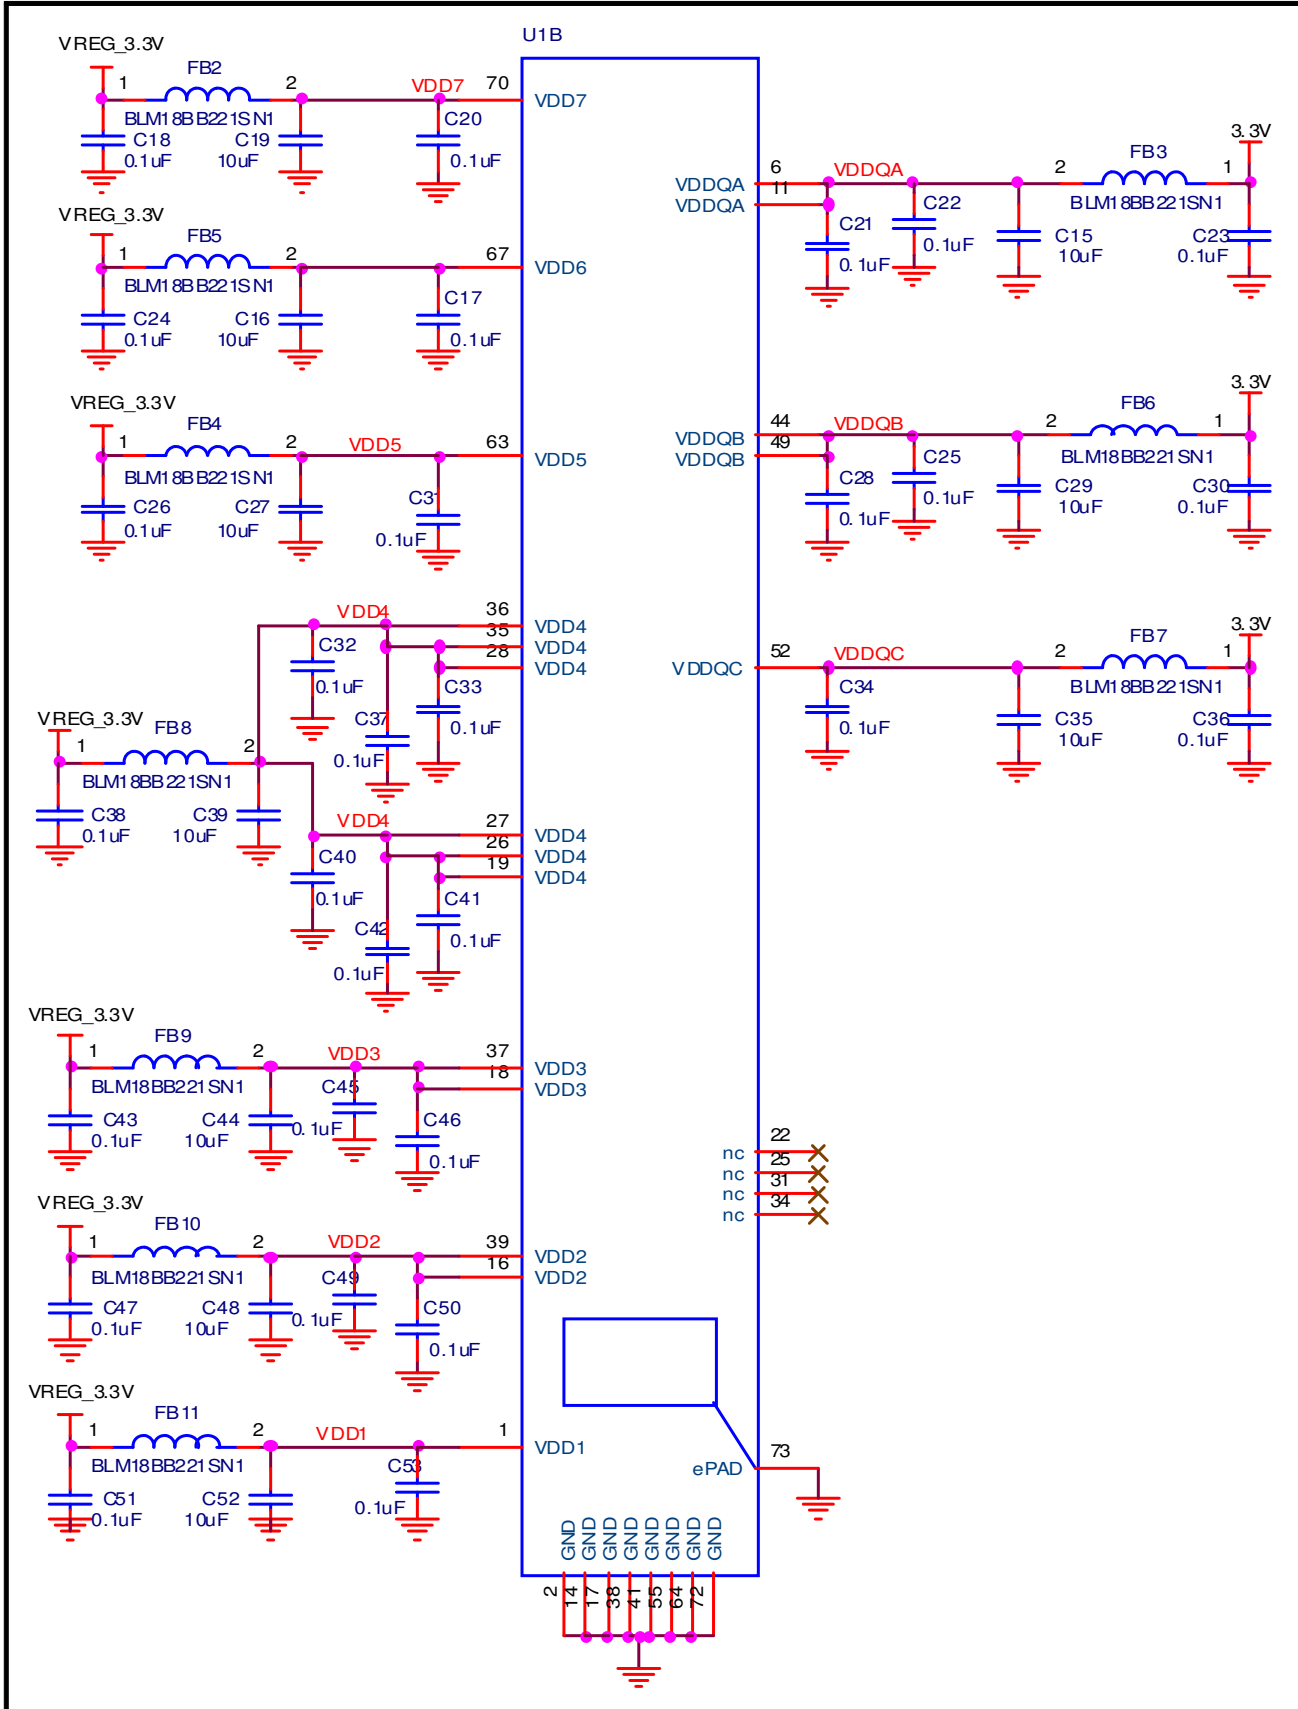 U1B
VREG_3.3V
FB2
1
2
VDD7
70
VDD7
BLM18BB221SN1
C18
0.1uF
C19
10uF
C20
0.1uF
VREG_3.3V
FB5
1
2
67
VDD6
BLM18BB221SN1
C24
0.1uF
C16
10uF
C17
0.1uF
VREG_3.3V
FB4
1
2
VDD5
63
VDD5
BLM18BB221SN1
C26
0.1uF
C27
10uF
C31
0.1uF
VDD4
36
VDD4
35
VDD4
28
VDD4
C32
0.1uF
C33
0.1uF
C37
0.1uF
VREG_3.3V
FB8
1
2
BLM18BB221SN1
C38
0.1uF
C39
10uF
VDD4
27
VDD4
26
VDD4
19
VDD4
C40
0.1uF
C41
0.1uF
C42
0.1uF
VREG_3.3V
FB9
1
2
VDD3
37
VDD3
18
VDD3
BLM18BB221SN1
C43
0.1uF
C44
10uF
C45
0.1uF
C46
0.1uF
VREG_3.3V
FB10
1
2
VDD2
39
VDD2
16
VDD2
BLM18BB221SN1
C47
0.1uF
C48
10uF
C49
0.1uF
C50
0.1uF
VREG_3.3V
FB11
1
2
VDD1
1
VDD1
BLM18BB221SN1
C51
0.1uF
C52
10uF
C53
0.1uF
3.3V
VDDQA
6
VDDQA
11
VDDQA
2
FB3
1
BLM18BB221SN1
C21
0.1uF
C22
0.1uF
C15
10uF
C23
0.1uF
3.3V
VDDQB
44
VDDQB
49
VDDQB
2
FB6
1
BLM18BB221SN1
C28
0.1uF
C25
0.1uF
C29
10uF
C30
0.1uF
3.3V
VDDQC
52
VDDQC
2
FB7
1
BLM18BB221SN1
C34
0.1uF
C35
10uF
C36
0.1uF
nc
22
nc
25
nc
31
nc
34
ePAD
73
GND
GND
GND
GND
GND
GND
GND
GND
2
14
17
38
41
55
64
72